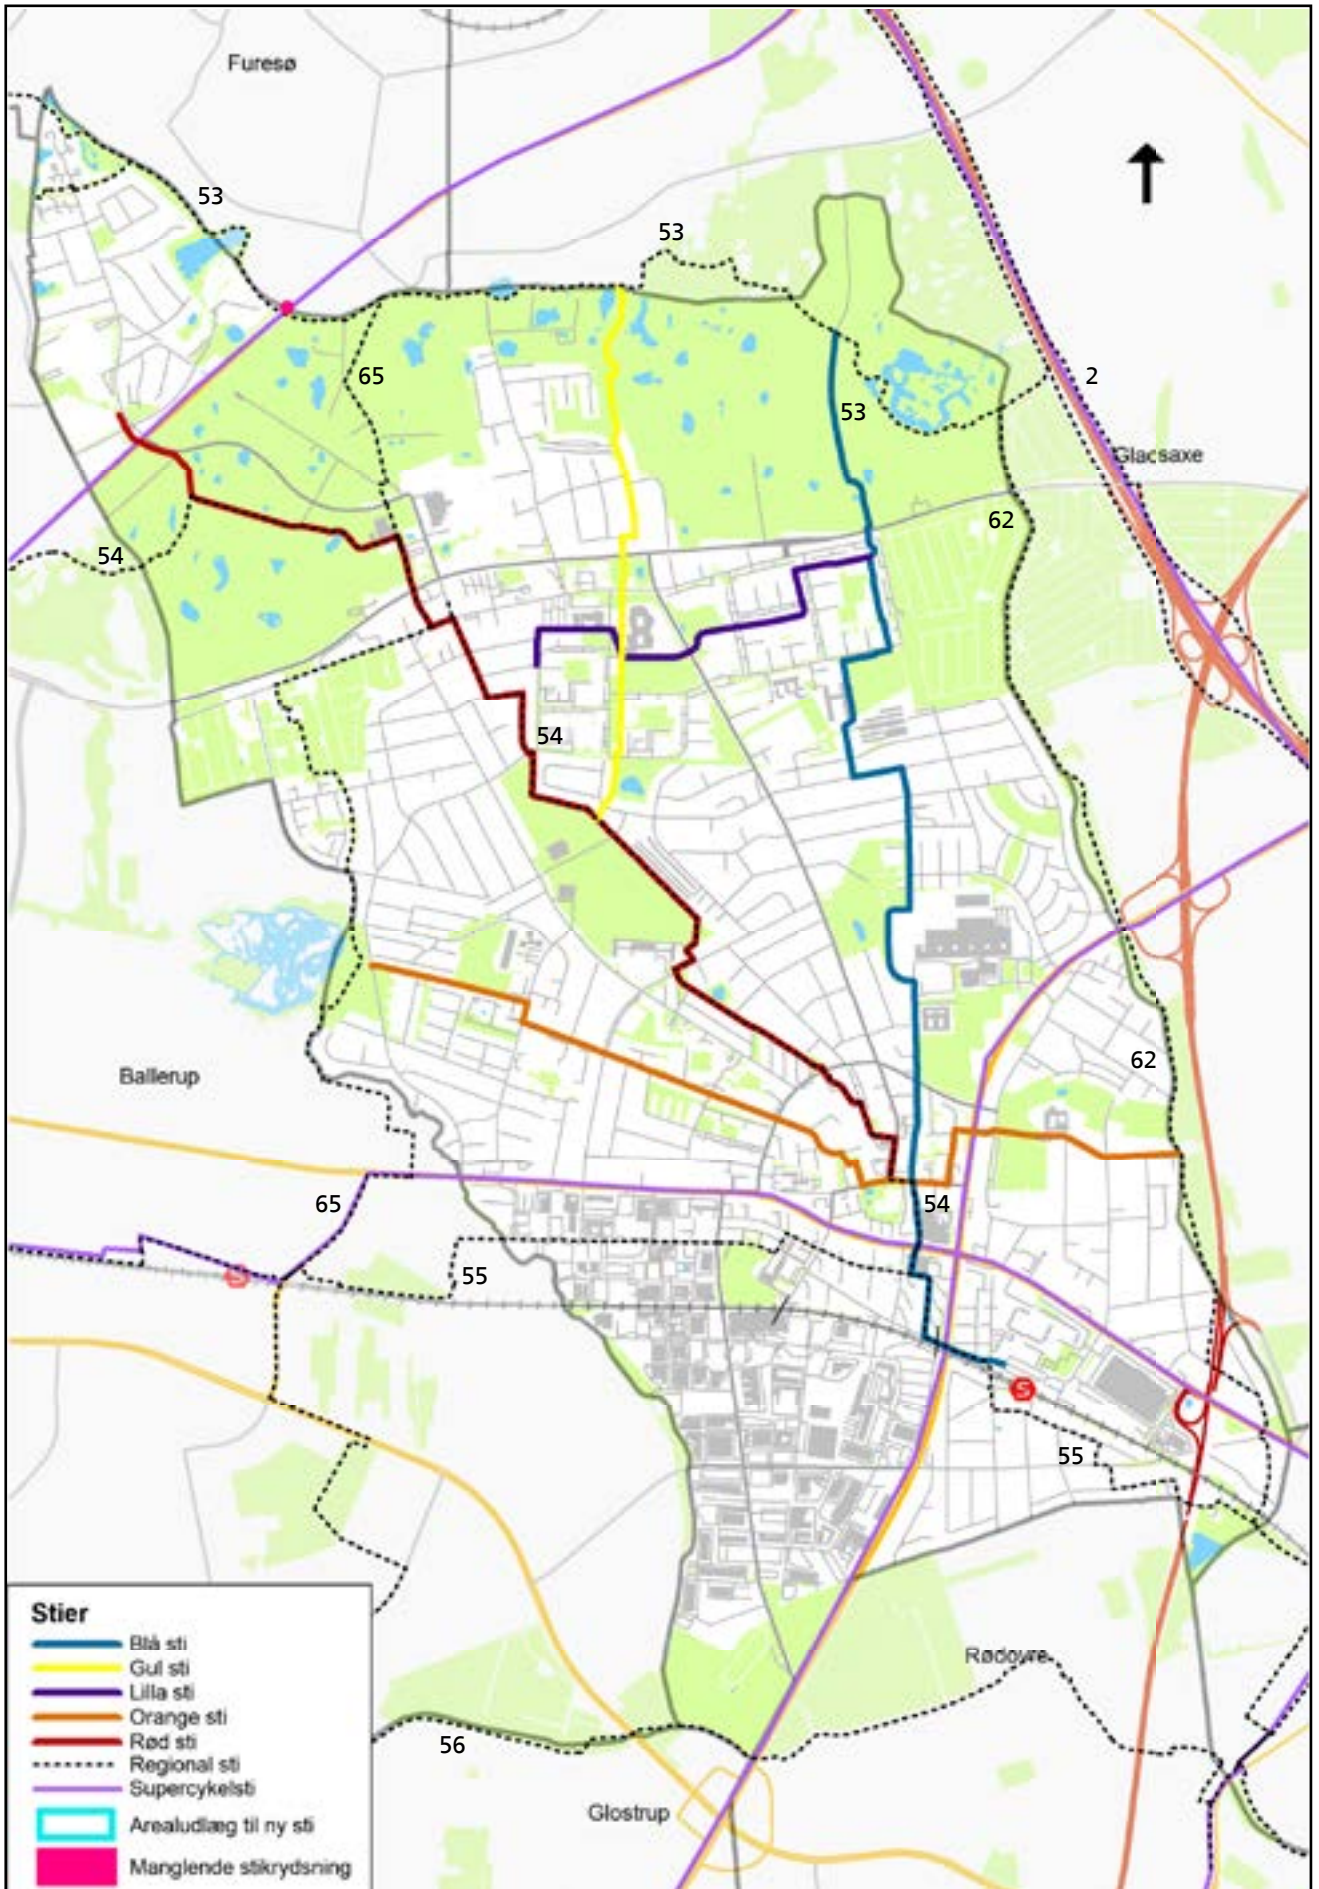 Furesø
53
53
65
2
53
Glacsaxe
62
54
54
62
Ballerup
65
54
55
S
S
55
Stier
Blå sti
Gul sti
Lilla sti
Orange sti
Rød sti
Regional sti
Supercykelsti
Arealudlæg til ny sti
Manglende stikrydsning
Rødovre
56
Glostrup